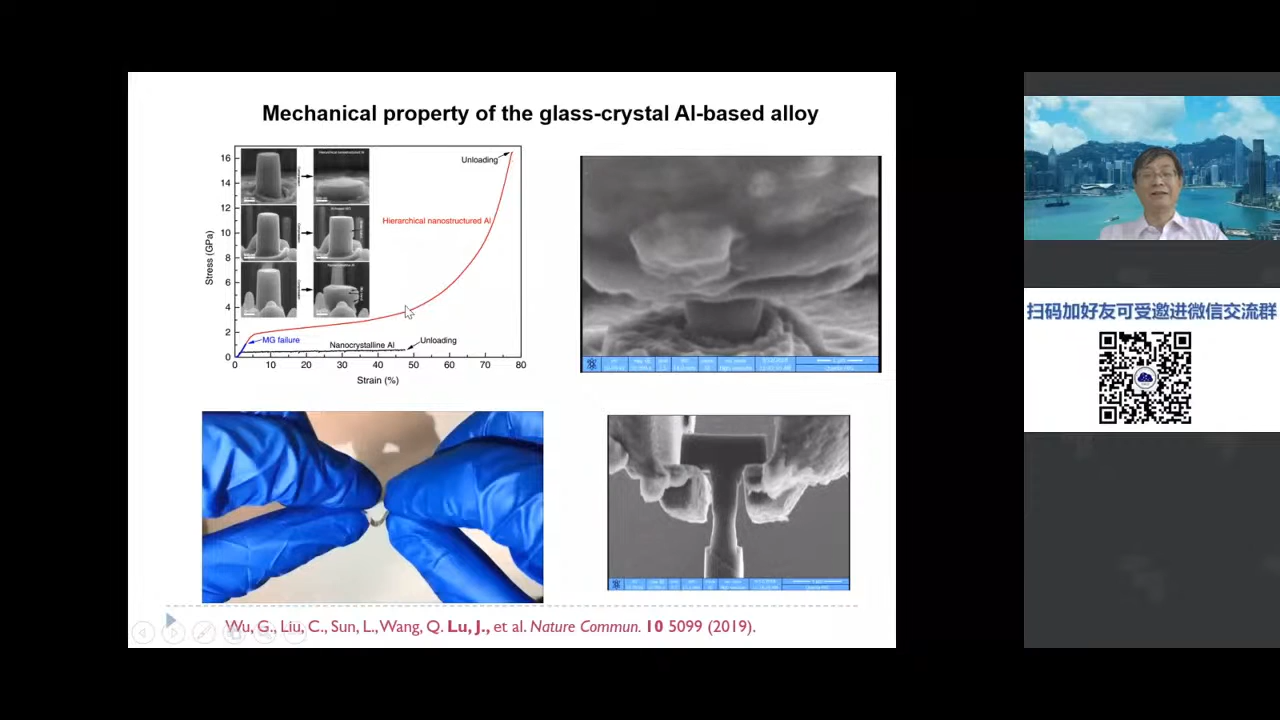 Mechanical property of the glass-crystal Al-based alloy
16
14
12
10
8
6
4
2
0
Stress (GPa)
Unloading
Hierarchical nanostructured Al
MG failure
Nanocrystalline Al
Unloading
0 10 20 30 40 50 60 70 80
Strain (%)
Wu, G., Liu, C., Sun, L., Wang, Q. Lu, J., et al. Nature Commun. 10 5099 (2019).
扫码加好友可受邀进微信交流群